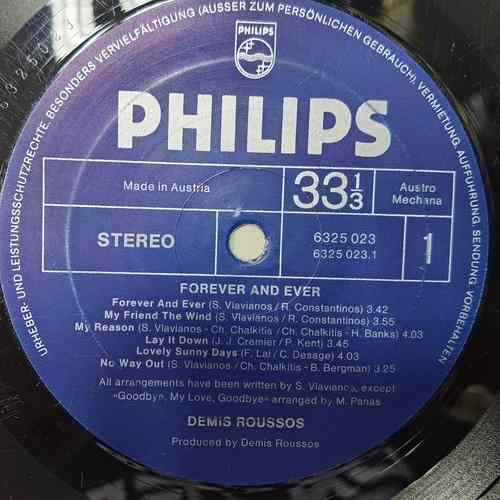 6325023
URHEBER- UND LEISTUNGSSCHUTZRECHTE. BESONDERS VERVIELFÄLTIGUNG (AUSSER ZUM PERSÖNLICHEN GEBRAUCH), VERMIETUNG, AUFFÜHRUNG, SENDUNG, VORBEHALTEN
PHILIPS
PHILIPS
Made in Austria
33 1/3
Austro
Mechana
STEREO
6325 023
6325 023.1
1
FOREVER AND EVER
Forever And Ever (S. Vlavianos / R. Constantinos) 3.42
My Friend The Wind (S. Vlavianos / R. Constantinos) 3.55
My Reason (S. Vlavianos - Ch. Chalkitis / Ch. Chalkitis - H. Banks) 4.03
Lay It Down (J. J. Cremier / P. Kent) 3.45
Lovely Sunny Days (F. Lai / C. Desage) 4.03
No Way Out (S. Vlavianos / Ch. Chalkitis - B. Bergman) 3.25
All arrangements have been written by S. Vlavianos, except
«Goodbye, My Love, Goodbye» arranged by M. Panas
DEMIS ROUSSOS
Produced by Demis Roussos